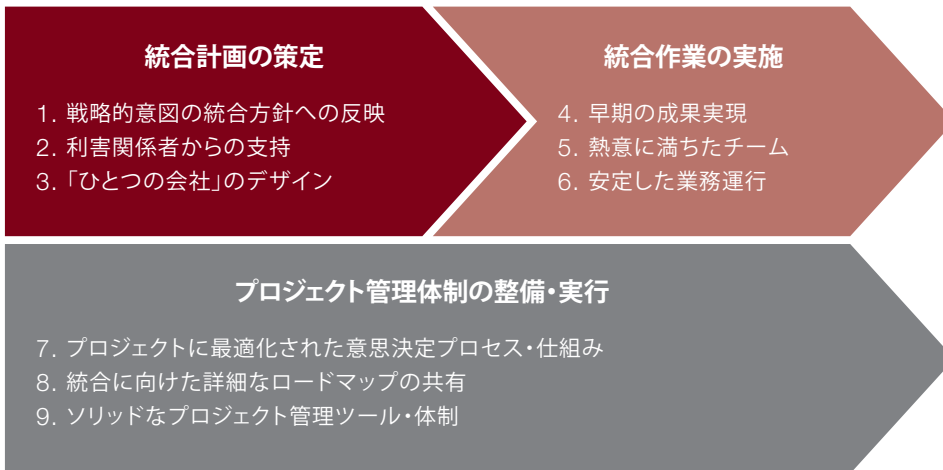 統合計画の策定
1. 戦略的意図の統合方針への反映
2. 利害関係者からの支持
3. 「ひとつの会社」のデザイン
統合作業の実施
4. 早期の成果実現
5. 熱意に満ちたチーム
6. 安定した業務運行
プロジェクト管理体制の整備・実行
7. プロジェクトに最適化された意思決定プロセス・仕組み
8. 統合に向けた詳細なロードマップの共有
9. ソリッドなプロジェクト管理ツール・体制